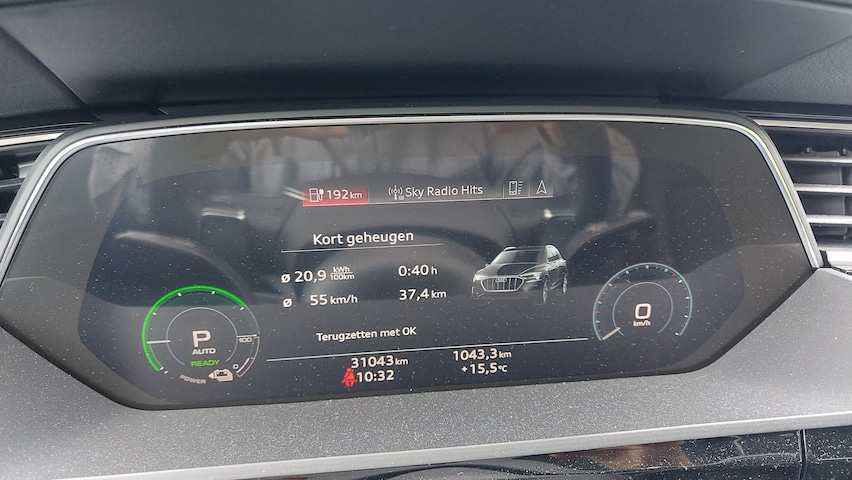 192 km Sky Radio Hits
Kort geheugen
ø 20,9 kWh/100km 0:40 h
ø 55 km/h 37,4 km
Terugzetten met OK
P
AUTO
READY
POWER
100
0
0
km/h
31043 km 1043,3 km
10:32 +15,5 °C